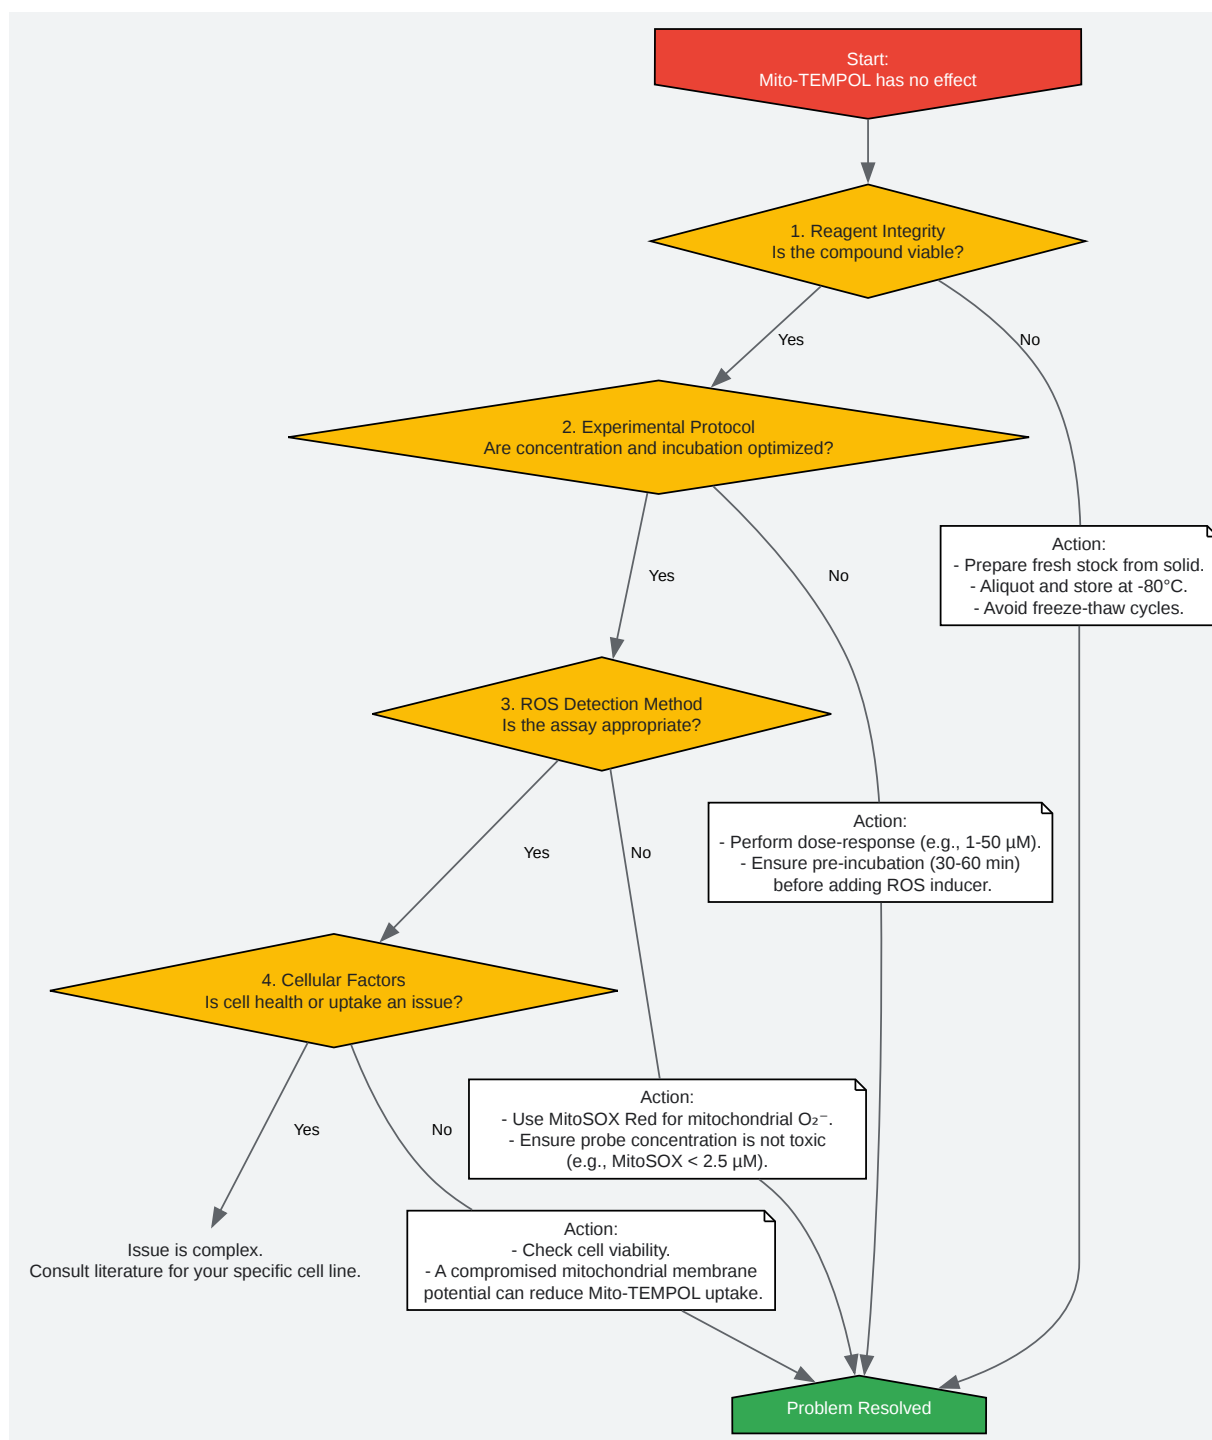 Start:
Mito-TEMPOL has no effect
1. Reagent Integrity
Is the compound viable?
Yes
No
2. Experimental Protocol
Are concentration and incubation optimized?
Action:
- Prepare fresh stock from solid.
- Aliquot and store at -80°C.
- Avoid freeze-thaw cycles.
Yes
No
3. ROS Detection Method
Is the assay appropriate?
Action:
- Perform dose-response (e.g., 1-50 µM).
- Ensure pre-incubation (30-60 min)
before adding ROS inducer.
Yes
No
4. Cellular Factors
Is cell health or uptake an issue?
Action:
- Use MitoSOX Red for mitochondrial O₂⁻.
- Ensure probe concentration is not toxic
(e.g., MitoSOX < 2.5 µM).
Yes
No
Issue is complex.
Consult literature for your specific cell line.
Action:
- Check cell viability.
- A compromised mitochondrial membrane
potential can reduce Mito-TEMPOL uptake.
Problem Resolved